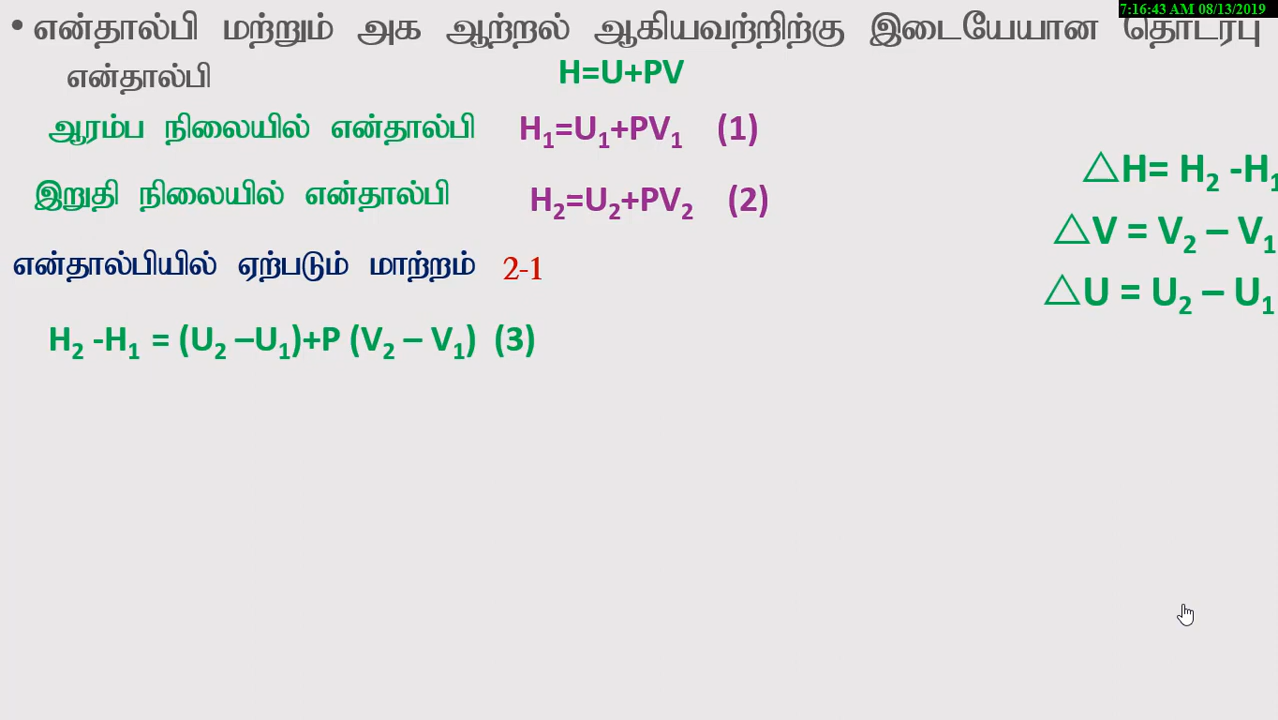 7:16:43 AM 08/13/2019
• என்தால்பி மற்றும் அக ஆற்றல் ஆகியவற்றிற்கு இடையேயான தொடர்பு
என்தால்பி H=U+PV
ஆரம்ப நிலையில் என்தால்பி H₁=U₁+PV₁ (1)
△H= H₂ -H₁
இறுதி நிலையில் என்தால்பி H₂=U₂+PV₂ (2)
△V = V₂ – V₁
என்தால்பியில் ஏற்படும் மாற்றம் 2-1
△U = U₂ – U₁
H₂ -H₁ = (U₂ –U₁)+P (V₂ – V₁) (3)